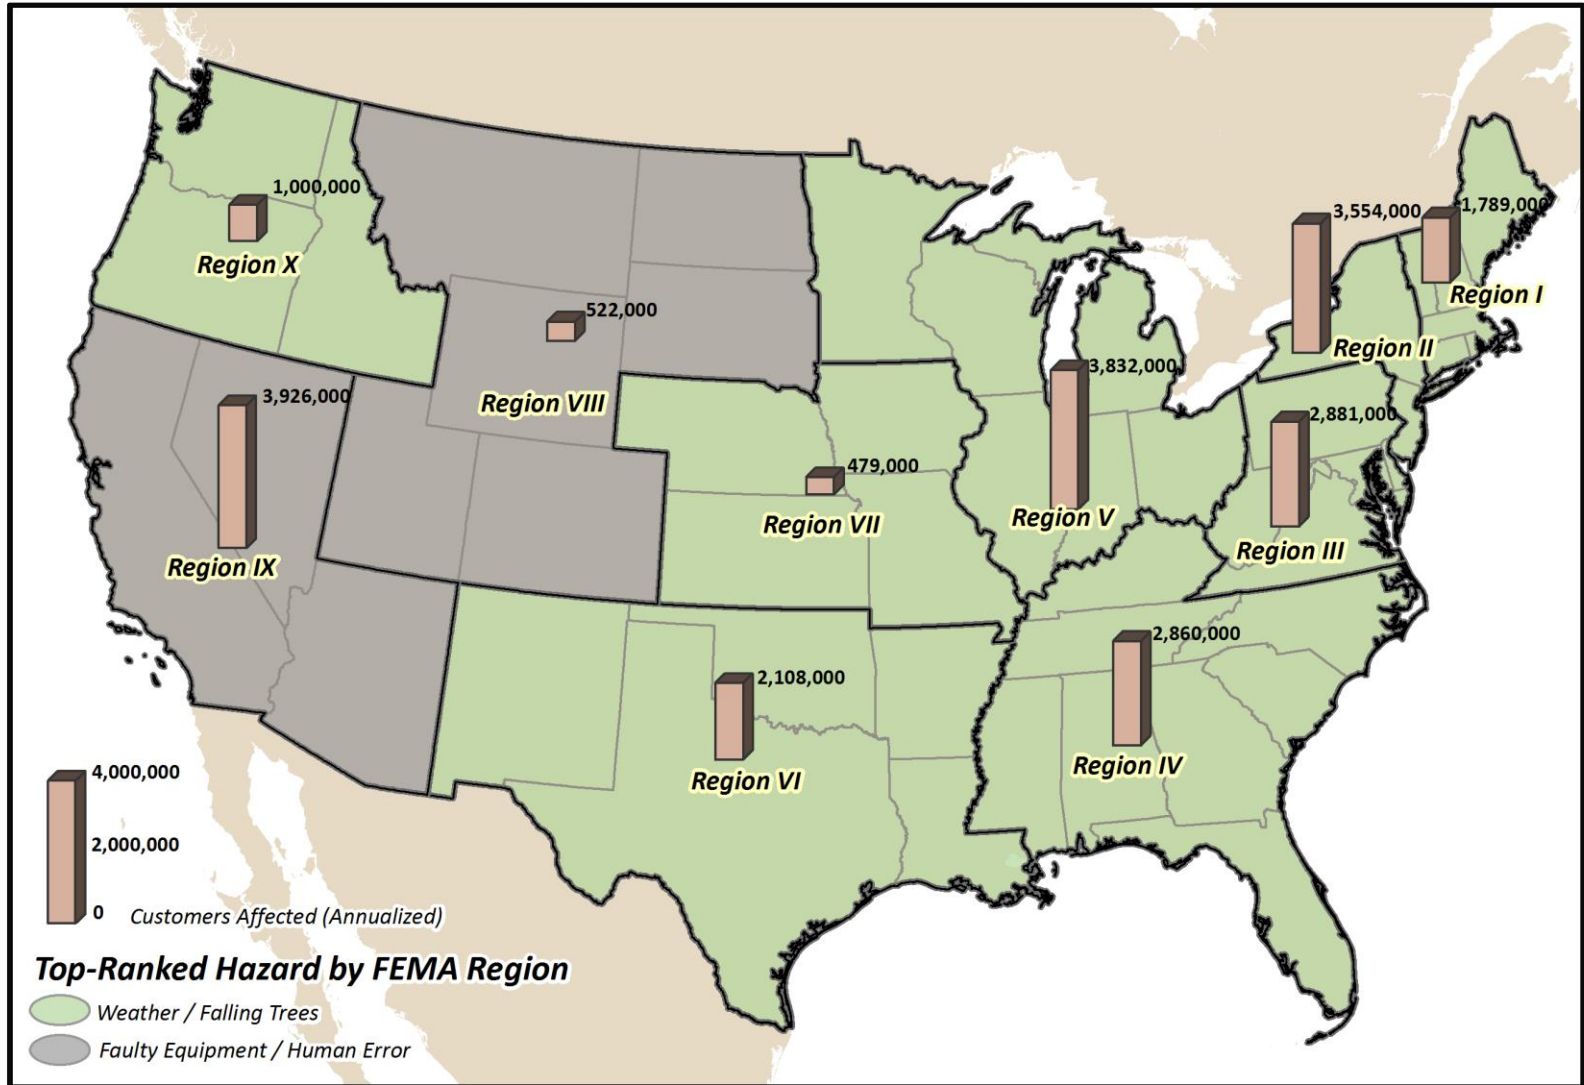 1,000,000
Region X
522,000
Region VIII
3,926,000
Region IX
479,000
Region VII
3,832,000
Region V
3,554,000
Region II
1,789,000
Region I
2,881,000
Region III
2,860,000
Region IV
2,108,000
Region VI
4,000,000
2,000,000
0
Customers Affected (Annualized)
Top-Ranked Hazard by FEMA Region
Weather / Falling Trees
Faulty Equipment / Human Error